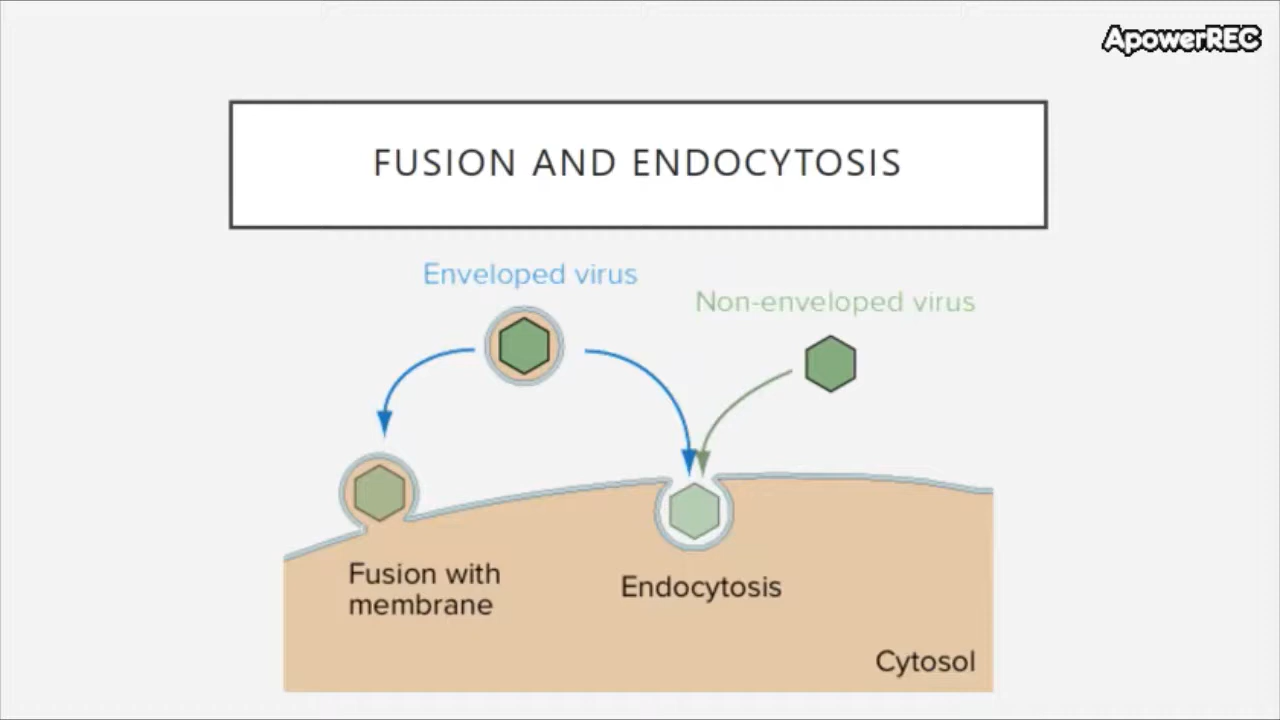 ApowerREC
FUSION AND ENDOCYTOSIS
Enveloped virus
Non-enveloped virus
Fusion with
membrane
Endocytosis
Cytosol